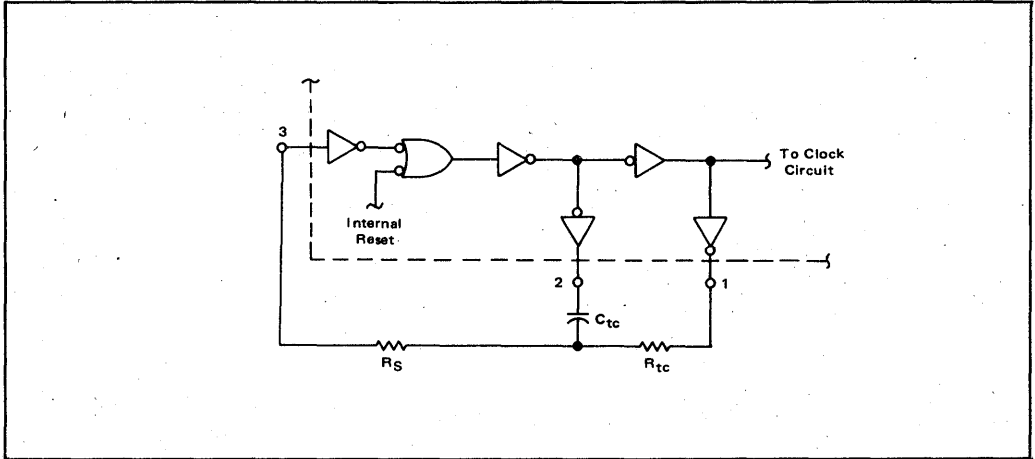 3
To Clock
Circuit
Internal
Reset
2
1
Ctc
RS
Rtc